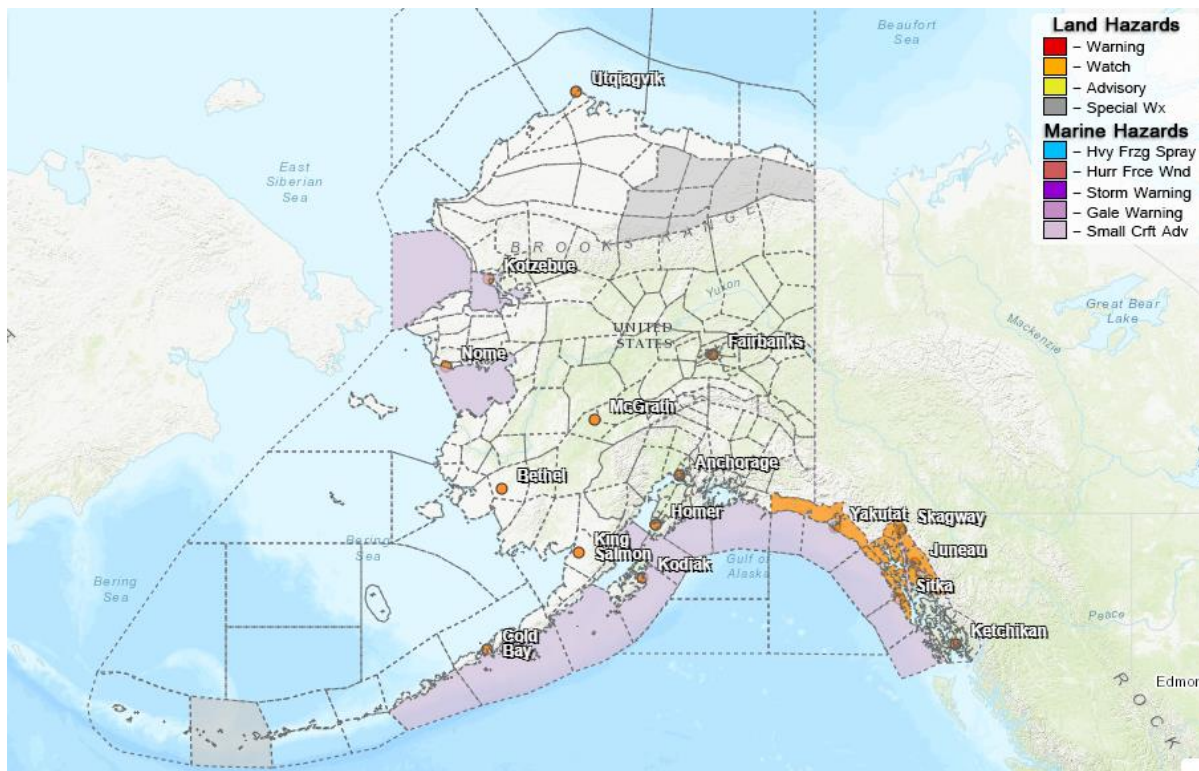 Land Hazards
– Warning
– Watch
– Advisory
– Special Wx
Marine Hazards
– Hvy Frzg Spray
– Hurr Frce Wnd
– Storm Warning
– Gale Warning
– Small Crft Adv
Beaufort
Sea
Utqiagvik
East
Siberian
Sea
BROOKS RANGE
Kotzebue
Yukon
Great Bear
Lake
Mackenzie
UNITED
STATES
Fairbanks
Nome
McGrath
Anchorage
Bethel
Homer
Yakutat
Skagway
King
Salmon
Juneau
Bering
Sea
Kodiak
Gulf of
Alaska
Sitka
Bering
Sea
Peace
Ketchikan
Cold
Bay
Edmon
ROCK